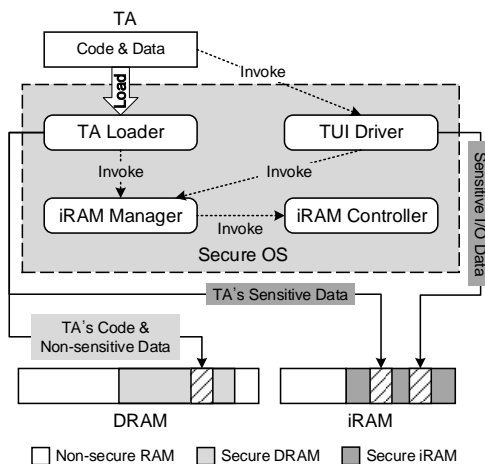 TA
Code & Data
Invoke
Load
TA Loader
TUI Driver
Invoke
Invoke
Sensitive I/O Data
iRAM Manager
Invoke
iRAM Controller
Secure OS
TA's Sensitive Data
TA's Code &
Non-sensitive Data
DRAM
iRAM
Non-secure RAM
Secure DRAM
Secure iRAM